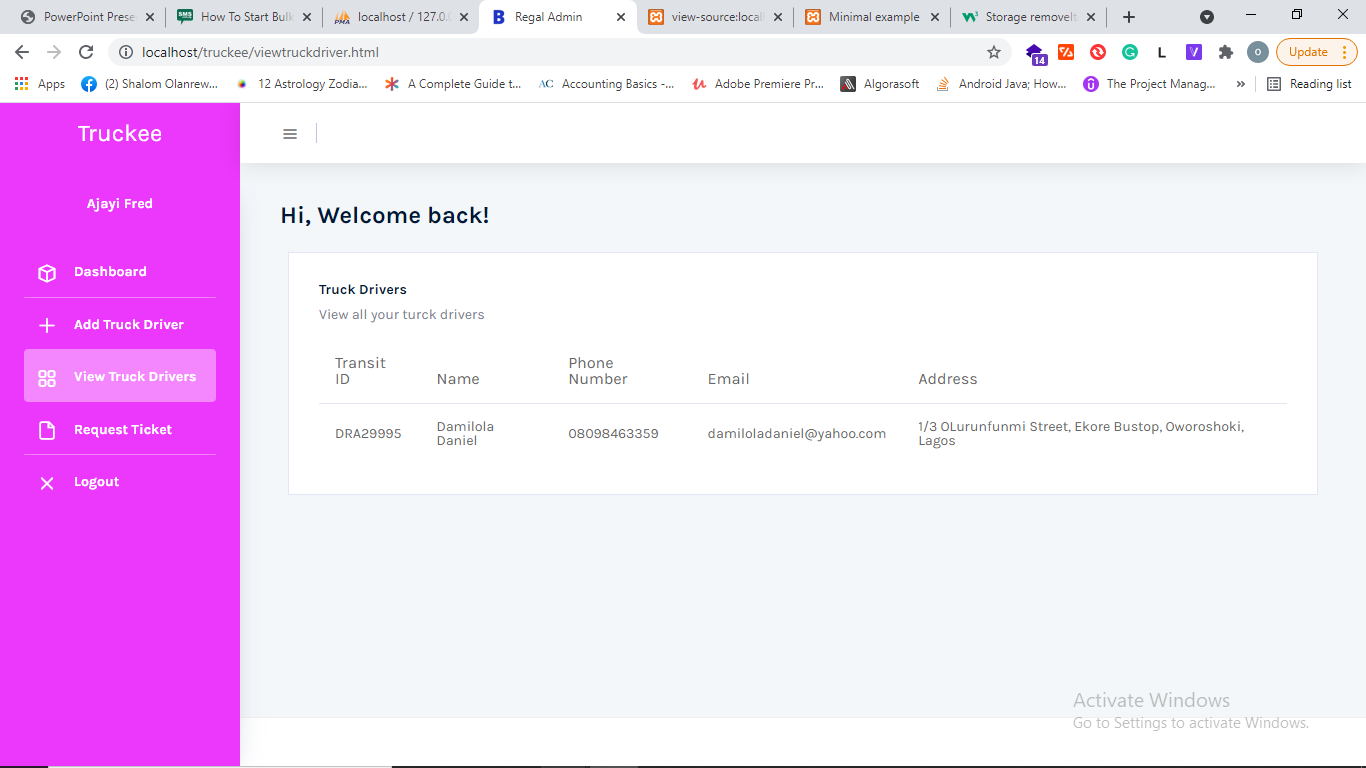 PowerPoint Prese
How To Start Bulk
localhost / 127.0.0
Regal Admin
view-source:local
Minimal example
Storage removeIt
localhost/truckee/viewtruckdriver.html
14
L
V
o
Update
Apps
(2) Shalom Olanrew...
12 Astrology Zodia...
A Complete Guide t...
AC Accounting Basics -...
Adobe Premiere Pr...
Algorasoft
Android Java; How...
The Project Manag...
»
Reading list
Truckee
Ajayi Fred
Dashboard
Add Truck Driver
View Truck Drivers
Request Ticket
Logout
Hi, Welcome back!
Truck Drivers
View all your turck drivers
Transit ID
Name
Phone Number
Email
Address
DRA29995
Damilola Daniel
08098463359
damiloladaniel@yahoo.com
1/3 OLurunfunmi Street, Ekore Bustop, Oworoshoki,
Lagos
Activate Windows
Go to Settings to activate Windows.